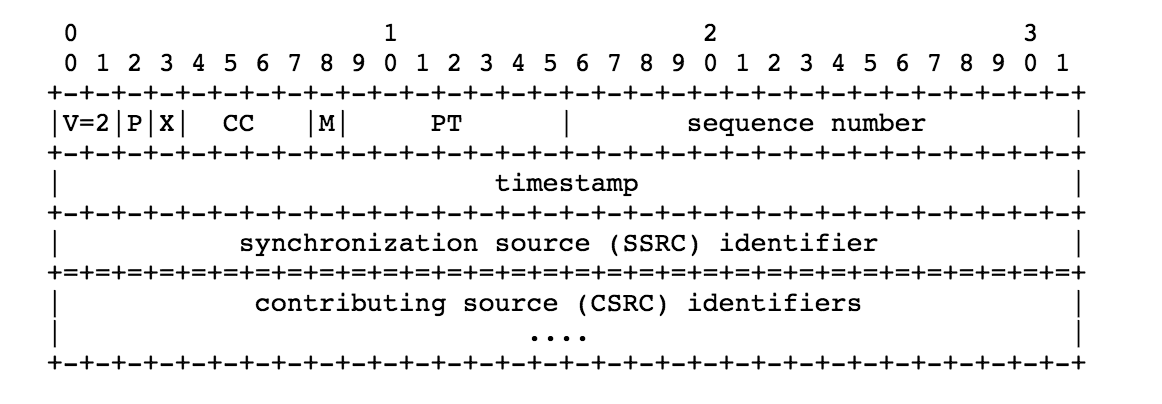 0                   1                   2                   3
 0 1 2 3 4 5 6 7 8 9 0 1 2 3 4 5 6 7 8 9 0 1 2 3 4 5 6 7 8 9 0 1
+-+-+-+-+-+-+-+-+-+-+-+-+-+-+-+-+-+-+-+-+-+-+-+-+-+-+-+-+-+-+-+-+
|V=2|P|X|  CC   |M|     PT      |       sequence number         |
+-+-+-+-+-+-+-+-+-+-+-+-+-+-+-+-+-+-+-+-+-+-+-+-+-+-+-+-+-+-+-+-+
|                           timestamp                           |
+-+-+-+-+-+-+-+-+-+-+-+-+-+-+-+-+-+-+-+-+-+-+-+-+-+-+-+-+-+-+-+-+
|           synchronization source (SSRC) identifier            |
+=+=+=+=+=+=+=+=+=+=+=+=+=+=+=+=+=+=+=+=+=+=+=+=+=+=+=+=+=+=+=+=+
|            contributing source (CSRC) identifiers             |
|                             ....                              |
+-+-+-+-+-+-+-+-+-+-+-+-+-+-+-+-+-+-+-+-+-+-+-+-+-+-+-+-+-+-+-+-+